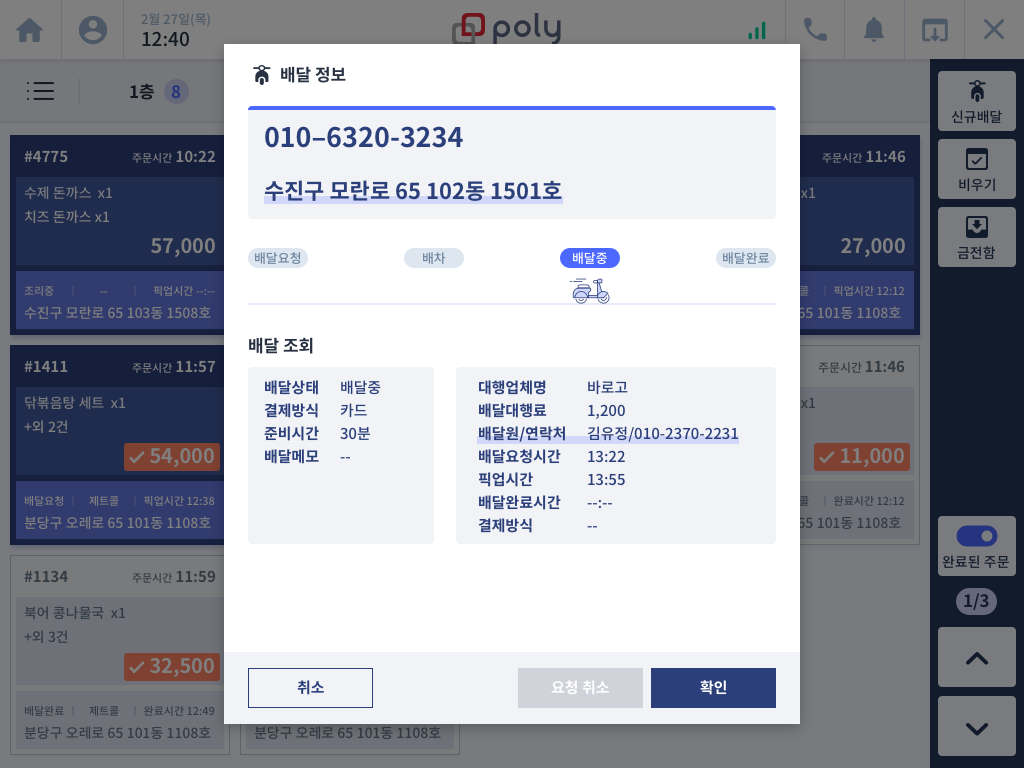 2월 27일(목)
12:40
poly
1층 8
#4775 주문시간 10:22
수제 돈까스 x1
치즈 돈까스 x1
57,000
조리중 -- 픽업시간 --:--
수진구 모란로 65 103동 1508호
#1411 주문시간 11:57
닦볶음탕 세트 x1
+외 2건
54,000
배달요청 제트콜 픽업시간 12:38
분당구 오레로 65 101동 1108호
#1134 주문시간 11:59
북어 콩나물국 x1
+외 3건
32,500
배달완료 제트콜 완료시간 12:49
분당구 오레로 65 101동 1108호
분당구 오레로 65 101동 1108호
배달 정보
010–6320-3234
수진구 모란로 65 102동 1501호
배달요청 배차 배달중 배달완료
배달 조회
배달상태 배달중
결제방식 카드
준비시간 30분
배달메모 --
대행업체명 바로고
배달대행료 1,200
배달원/연락처 김유정/010-2370-2231
배달요청시간 13:22
픽업시간 13:55
배달완료시간 --:--
결제방식 --
취소 요청 취소 확인
주문시간 11:46
x1
27,000
콜 픽업시간 12:12
65 101동 1108호
주문시간 11:46
x1
11,000
콜 완료시간 12:12
65 101동 1108호
신규배달
비우기
금전함
완료된 주문
1/3